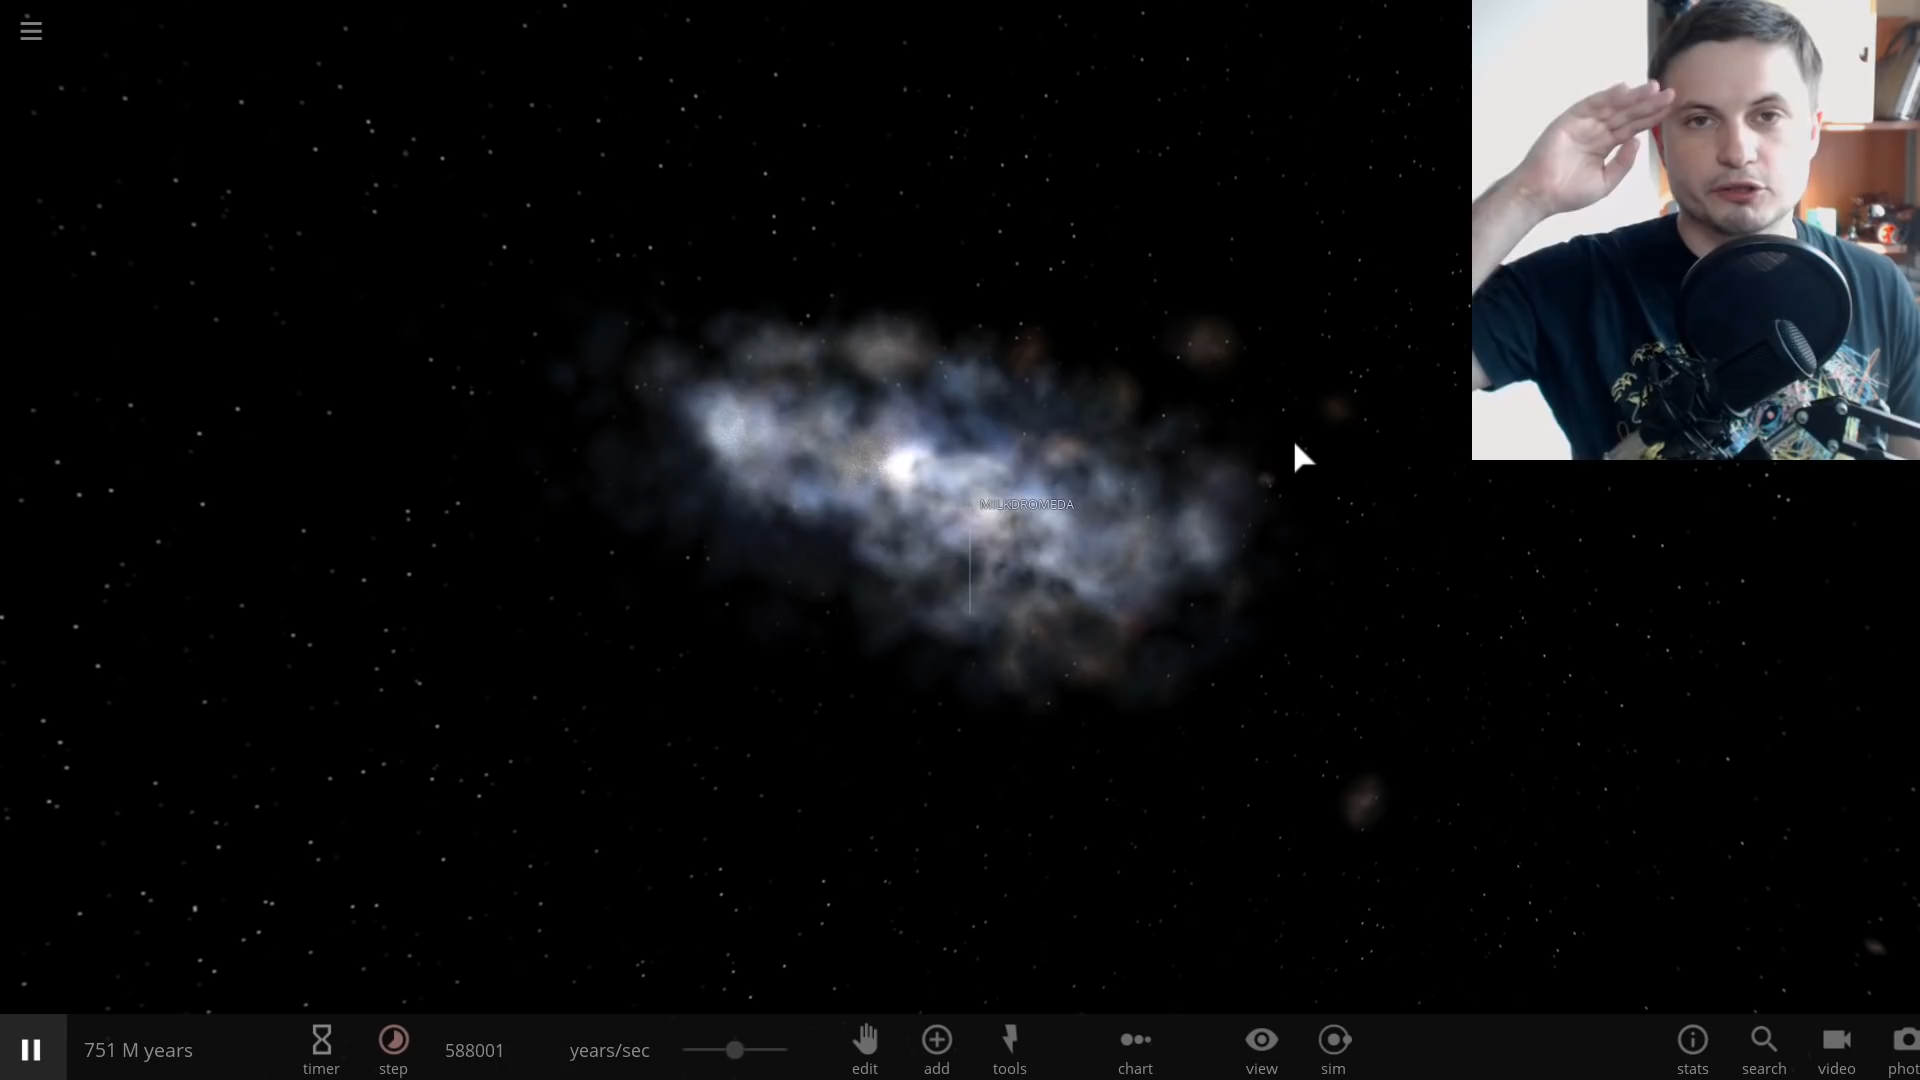 MILKDROMEDA
751 M years
timer
step
588001
years/sec
edit
add
tools
chart
view
sim
stats
search
video
phot